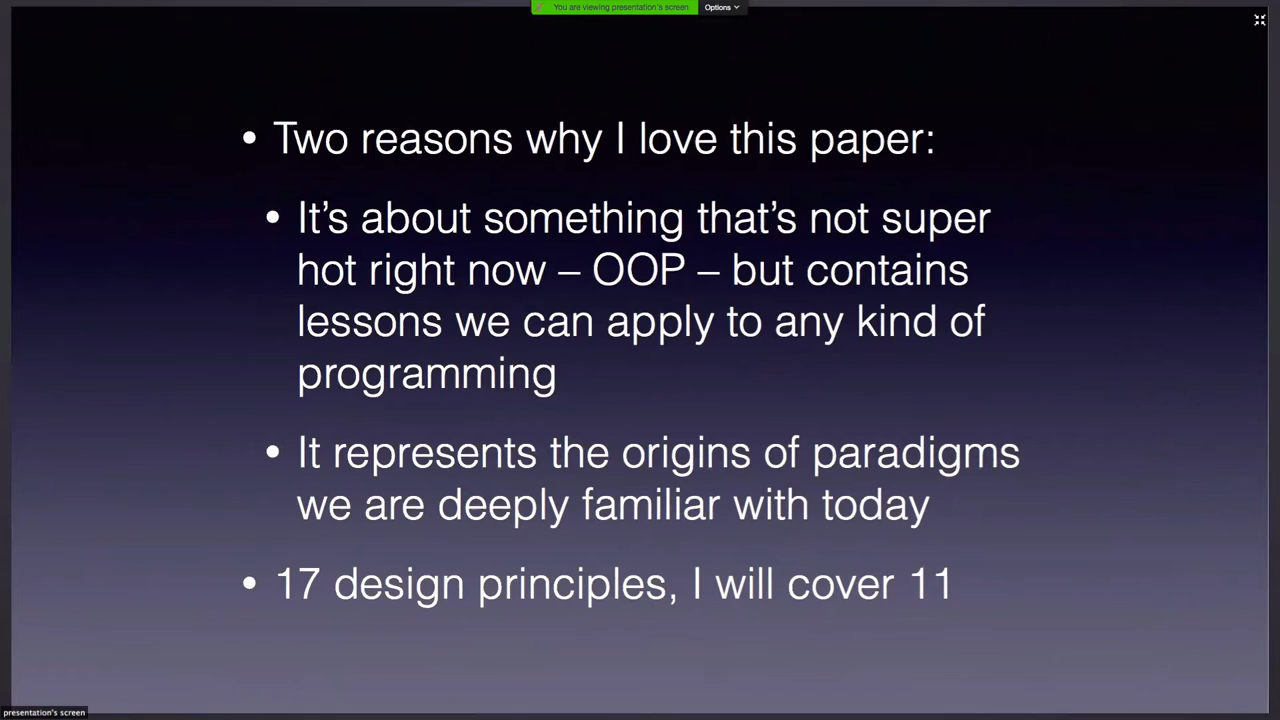 You are viewing presentation's screen
Options
• Two reasons why I love this paper:
• It's about something that's not super
hot right now – OOP – but contains
lessons we can apply to any kind of
programming
• It represents the origins of paradigms
we are deeply familiar with today
• 17 design principles, I will cover 11
presentation's screen